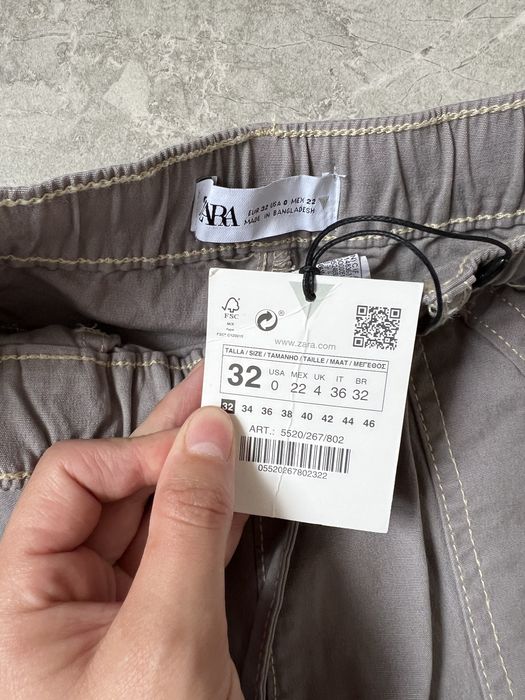 ZARA
EUR 32 USA 0 MEX 22
MADE IN BANGLADESH
FSC
MIX
www.zara.com
TALLA / SIZE / TAMANHO / TAILLE / MAAT / ΜΕΓΕΘΟΣ
32 USA MEX UK IT BR
0 22 4 36 32
32 34 36 38 40 42 44 46
ART.: 5520/267/802
05520267802322